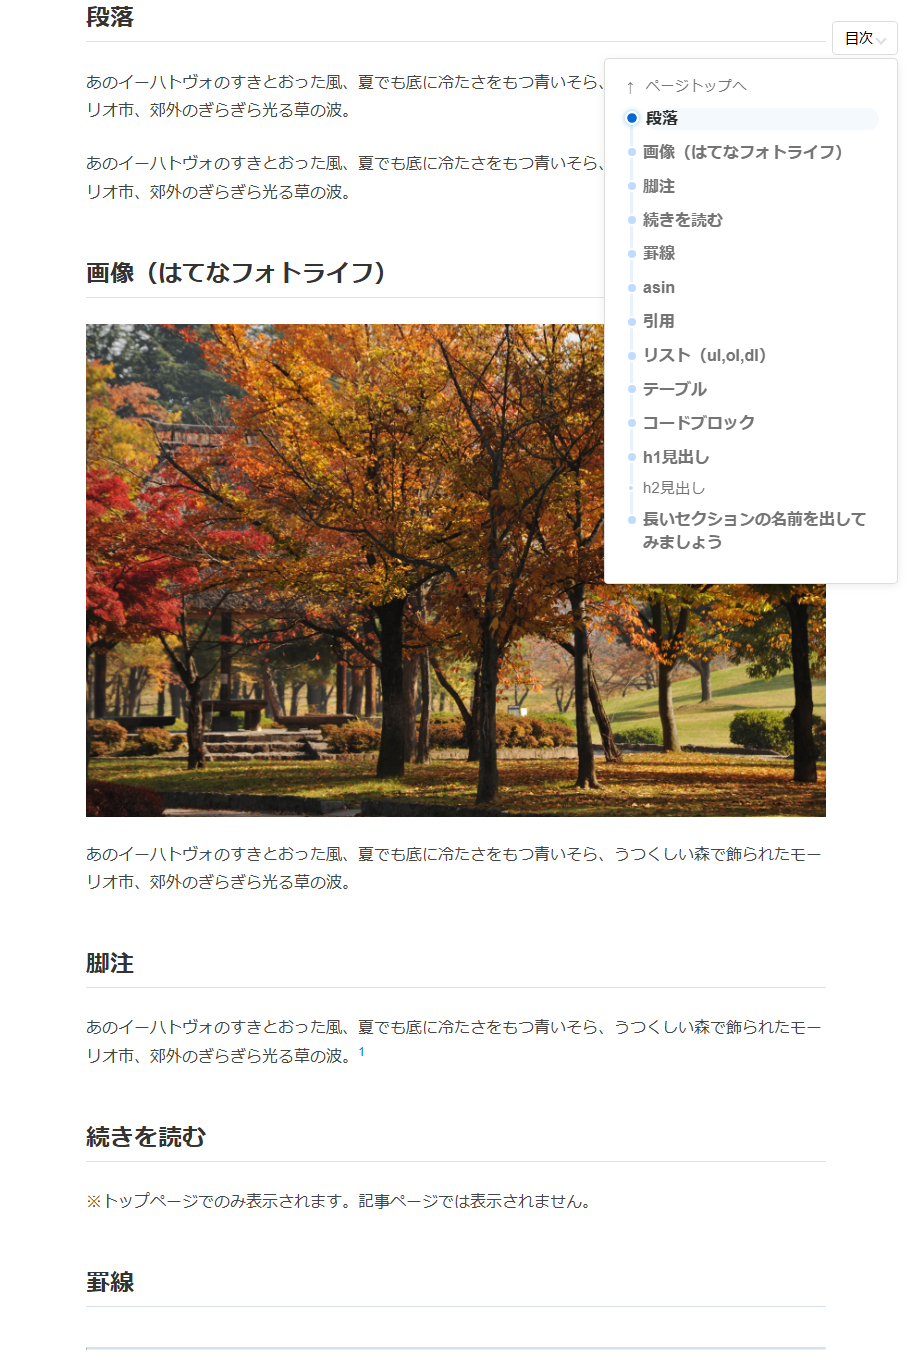 段落
目次
あのイーハトヴォのすきとおった風、夏でも底に冷たさをもつ青いそら、
リオ市、郊外のぎらぎら光る草の波。
あのイーハトヴォのすきとおった風、夏でも底に冷たさをもつ青いそら、
リオ市、郊外のぎらぎら光る草の波。
↑ ページトップへ
段落
画像（はてなフォトライフ）
脚注
続きを読む
罫線
asin
引用
リスト（ul,ol,dl）
テーブル
コードブロック
h1見出し
h2見出し
長いセクションの名前を出して
みましょう
画像（はてなフォトライフ）
あのイーハトヴォのすきとおった風、夏でも底に冷たさをもつ青いそら、うつくしい森で飾られたモー
リオ市、郊外のぎらぎら光る草の波。
脚注
あのイーハトヴォのすきとおった風、夏でも底に冷たさをもつ青いそら、うつくしい森で飾られたモー
リオ市、郊外のぎらぎら光る草の波。1
続きを読む
※トップページでのみ表示されます。記事ページでは表示されません。
罫線